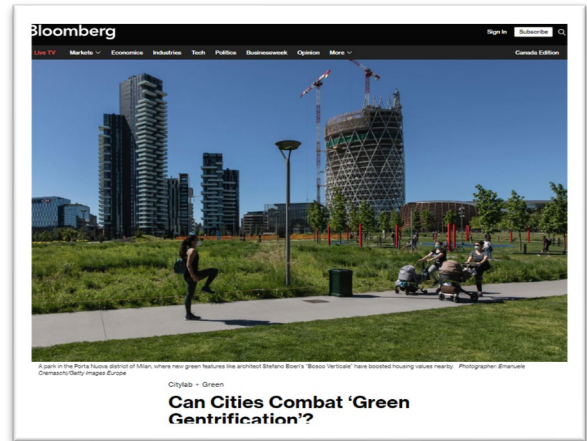 Bloomberg
Sign In Subscribe
Live TV Markets Economics Industries Tech Politics Businessweek Opinion More Canada Edition
A park in the Porta Nuova district of Milan, where new green features like architect Stefano Boeri's "Bosco Verticale" have boosted housing values nearby. Photographer: Emanuele
Cremaschi/Getty Images Europe
Citylab + Green
Can Cities Combat 'Green
Gentrification'?